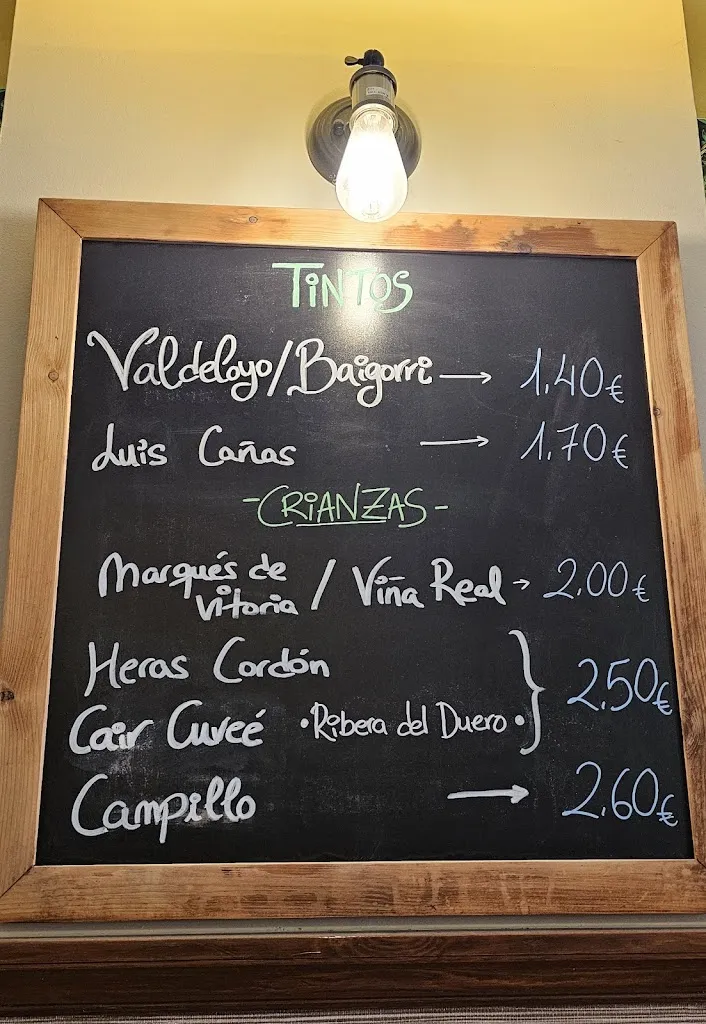 TINTOS
Valdeloyo/Baigorri → 1,40€
Luis Cañas → 1,70€
-CRIANZAS-
Marqués de Vitoria / Viña Real → 2,00€
Heras Cordón
Cair Cuveé •Ribera del Duero• } 2,50€
Campillo → 2,60€